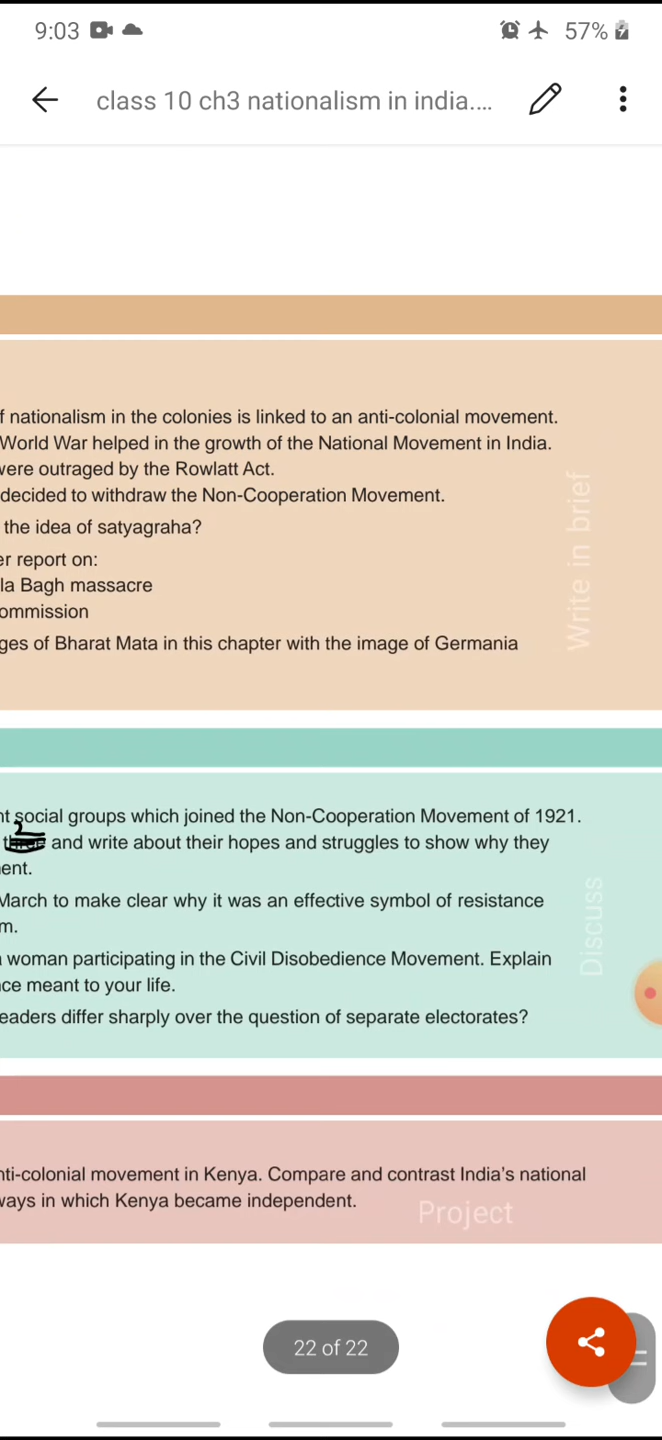 9:03
57%
class 10 ch3 nationalism in india....
f nationalism in the colonies is linked to an anti-colonial movement.
World War helped in the growth of the National Movement in India.
were outraged by the Rowlatt Act.
decided to withdraw the Non-Cooperation Movement.
the idea of satyagraha?
er report on:
la Bagh massacre
ommission
ges of Bharat Mata in this chapter with the image of Germania
Write in brief
nt social groups which joined the Non-Cooperation Movement of 1921.
and write about their hopes and struggles to show why they
ent.
March to make clear why it was an effective symbol of resistance
m.
woman participating in the Civil Disobedience Movement. Explain
ce meant to your life.
eaders differ sharply over the question of separate electorates?
Discuss
nti-colonial movement in Kenya. Compare and contrast India's national
ways in which Kenya became independent.
Project
22 of 22